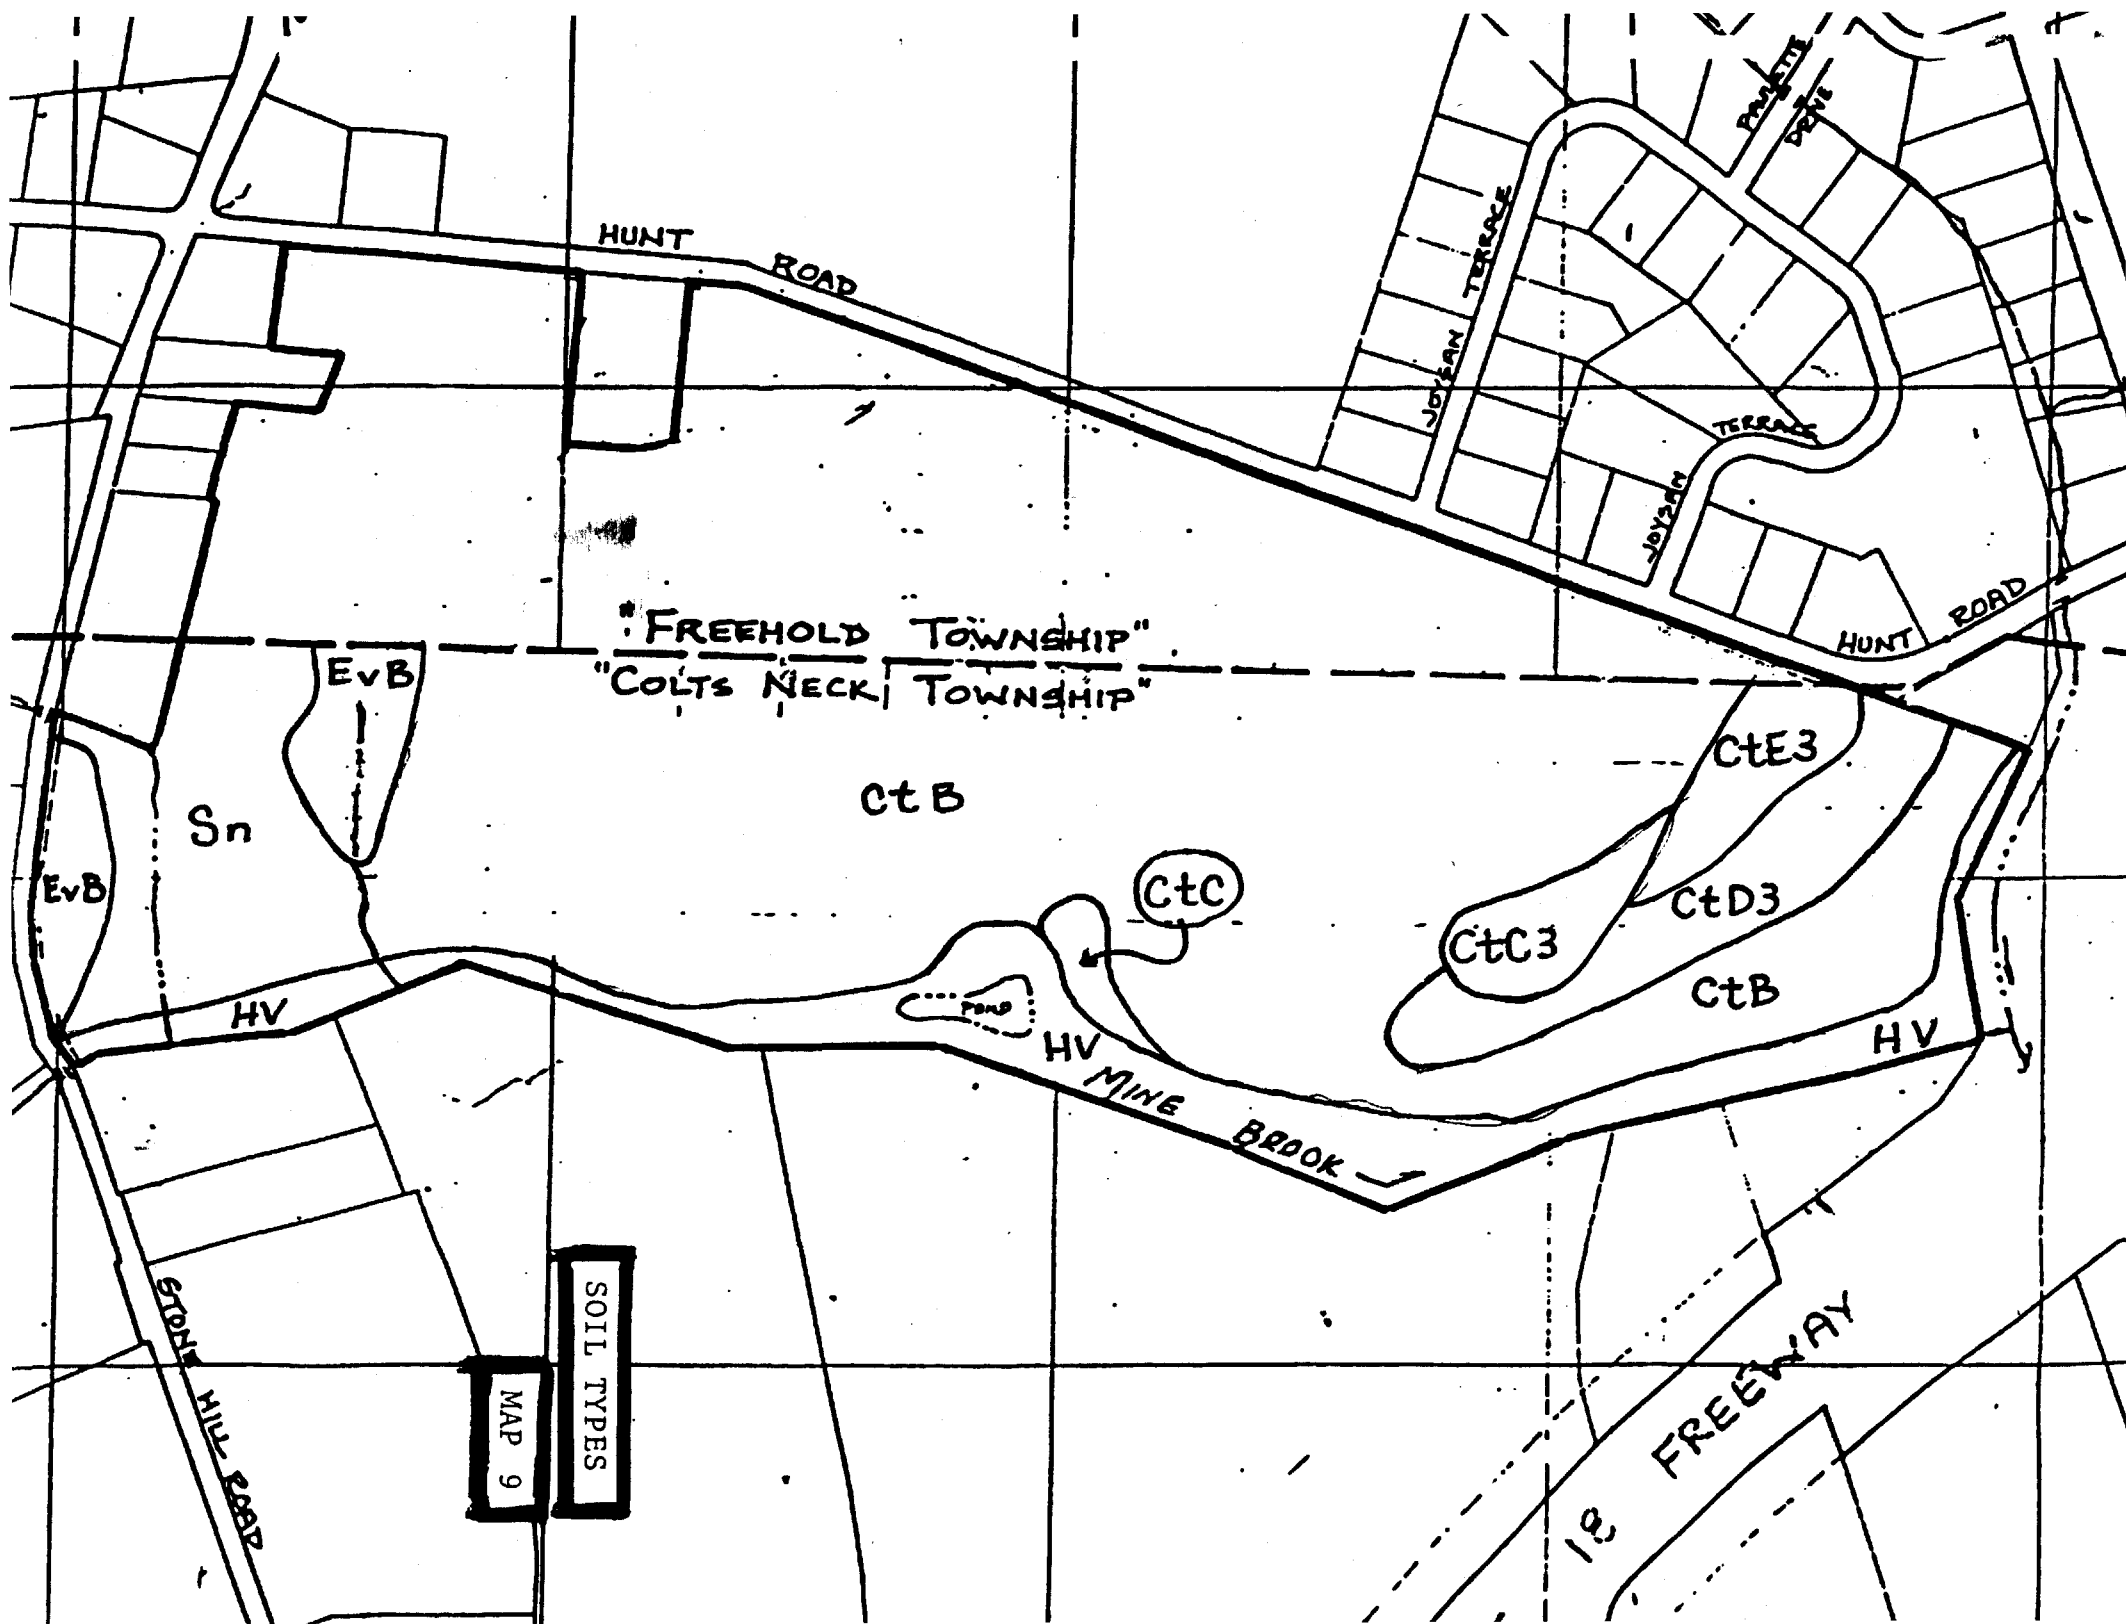 PAULETTE
DRIVE
HUNT
ROAD
JOYSAN TERRACE
TERRACE
JOYSAN
HUNT ROAD
"FREEHOLD TOWNSHIP"
"COLTS NECK TOWNSHIP"
EvB
CtE3
CtB
Sn
EvB
CtC
CtD3
CtC3
CtB
HV
POND
HV
HV
MINE BROOK
SOIL TYPES
MAP 9
STONE HILL ROAD
18 FREEWAY